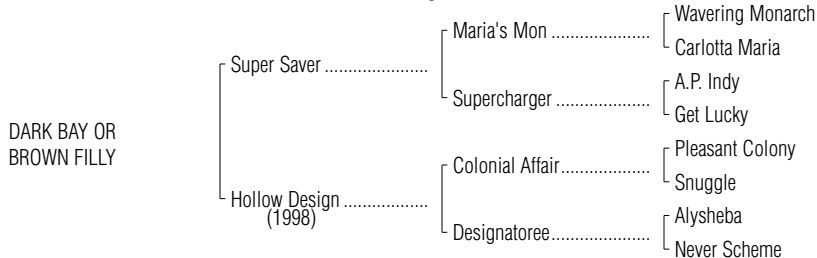 Wavering Monarch
Maria's Mon ......................
Carlotta Maria
Super Saver .......................
A.P. Indy
Supercharger .....................
Get Lucky
DARK BAY OR
BROWN FILLY
Pleasant Colony
Colonial Affair....................
Snuggle
Hollow Design ..................
(1998)
Alysheba
Designatoree......................
Never Scheme